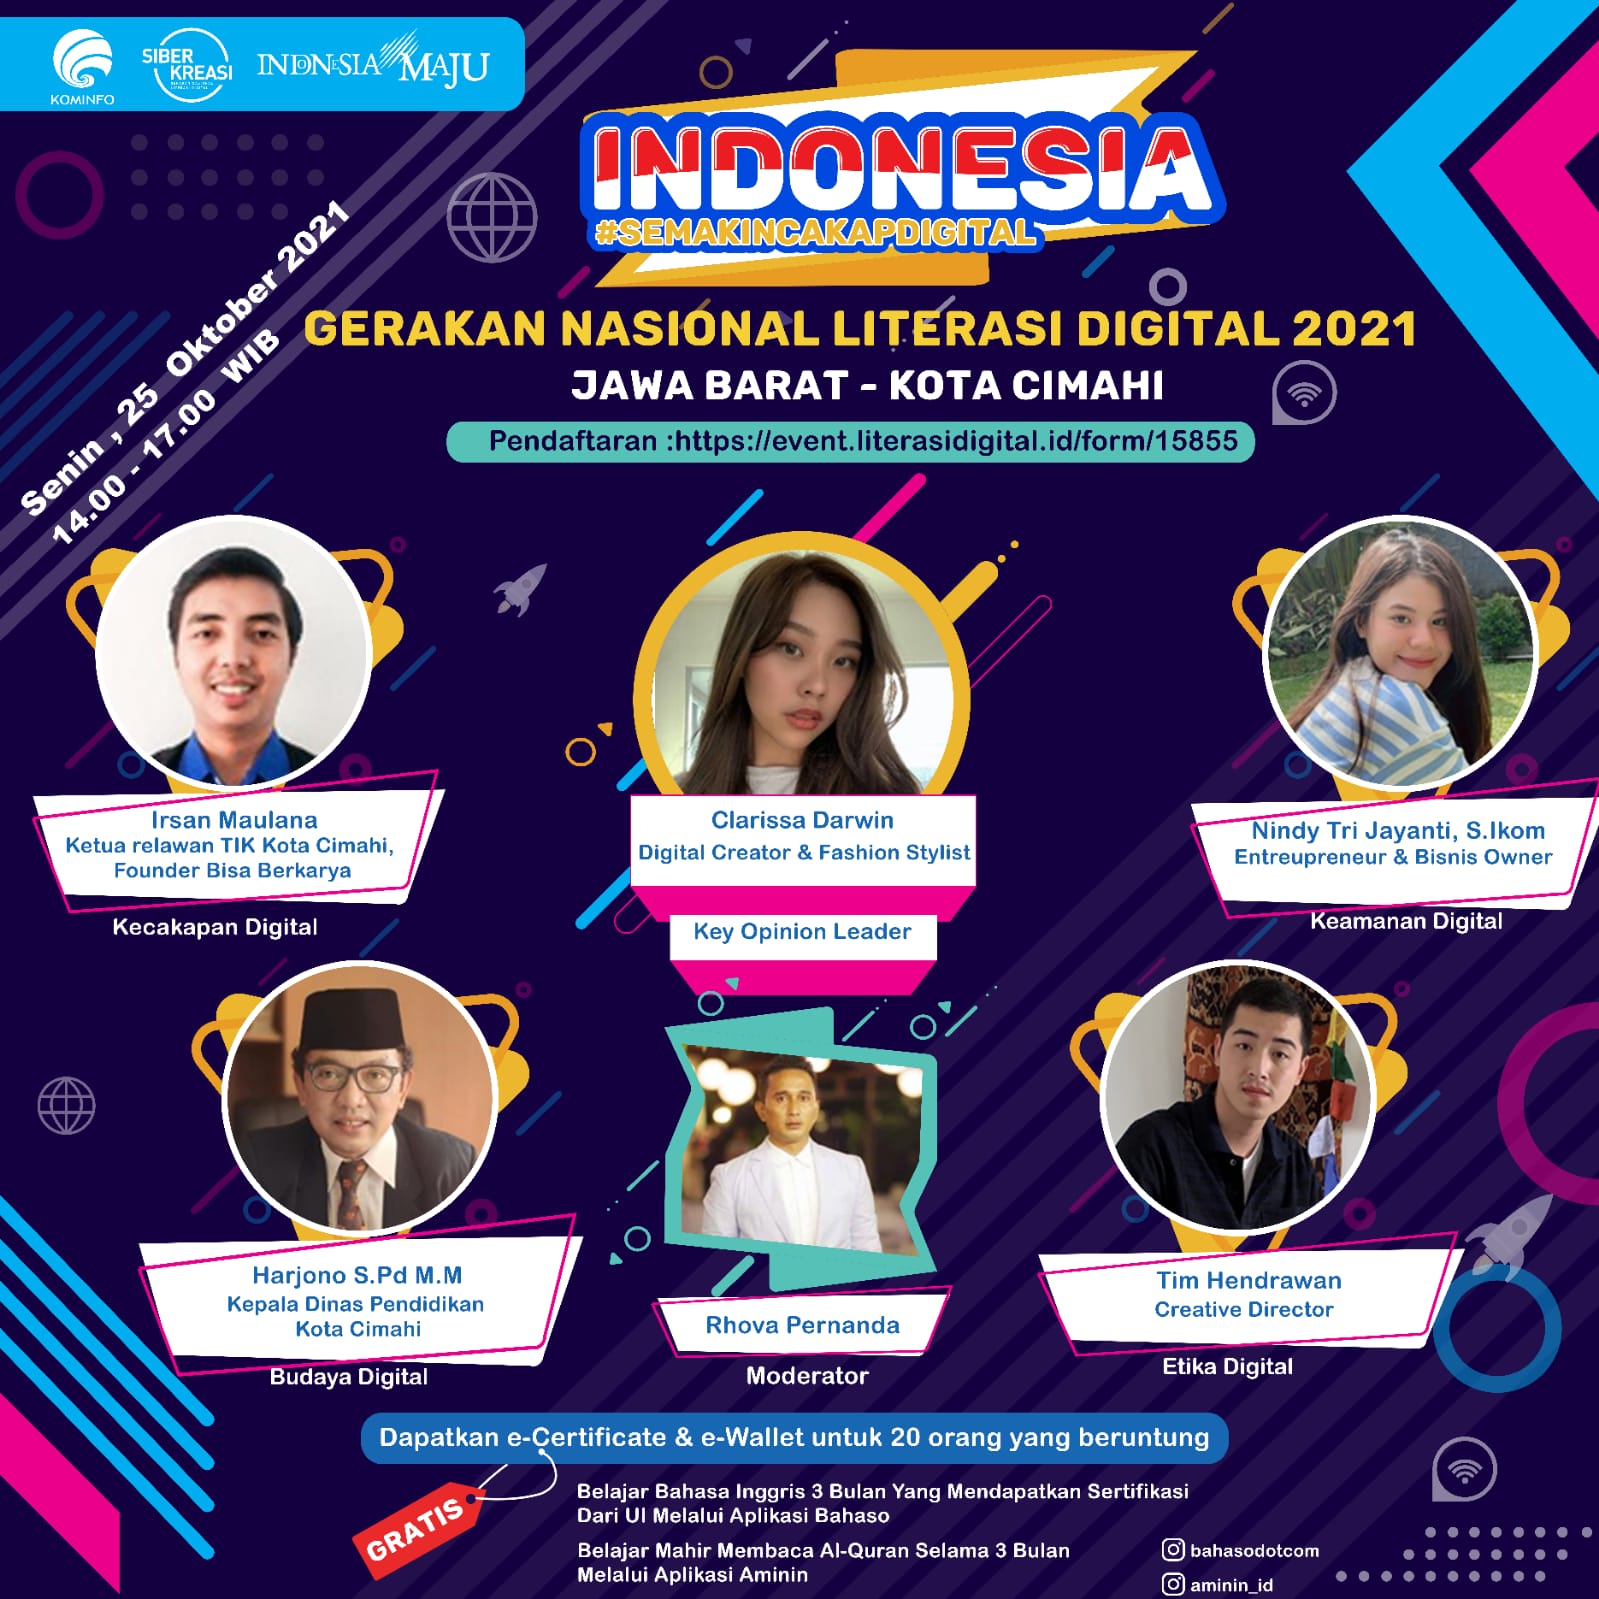 KOMINFO
SIBER
KREASI
INDONESIA MAJU
INDONESIA
#SEMAKINCAKAPDIGITAL
Senin , 25 Oktober 2021
14.00 - 17.00 WIB
GERAKAN NASIONAL LITERASI DIGITAL 2021
JAWA BARAT - KOTA CIMAHI
Pendaftaran :https://event.literasidigital.id/form/15855
Irsan Maulana
Ketua relawan TIK Kota Cimahi,
Founder Bisa Berkarya
Kecakapan Digital
Clarissa Darwin
Digital Creator & Fashion Stylist
Key Opinion Leader
Nindy Tri Jayanti, S.Ikom
Entreupreneur & Bisnis Owner
Keamanan Digital
Harjono S.Pd M.M
Kepala Dinas Pendidikan
Kota Cimahi
Budaya Digital
Rhova Pernanda
Moderator
Tim Hendrawan
Creative Director
Etika Digital
Dapatkan e-Certificate & e-Wallet untuk 20 orang yang beruntung
GRATIS
Belajar Bahasa Inggris 3 Bulan Yang Mendapatkan Sertifikasi
Dari UI Melalui Aplikasi Bahaso
Belajar Mahir Membaca Al-Quran Selama 3 Bulan
Melalui Aplikasi Aminin
bahasodotcom
aminin_id